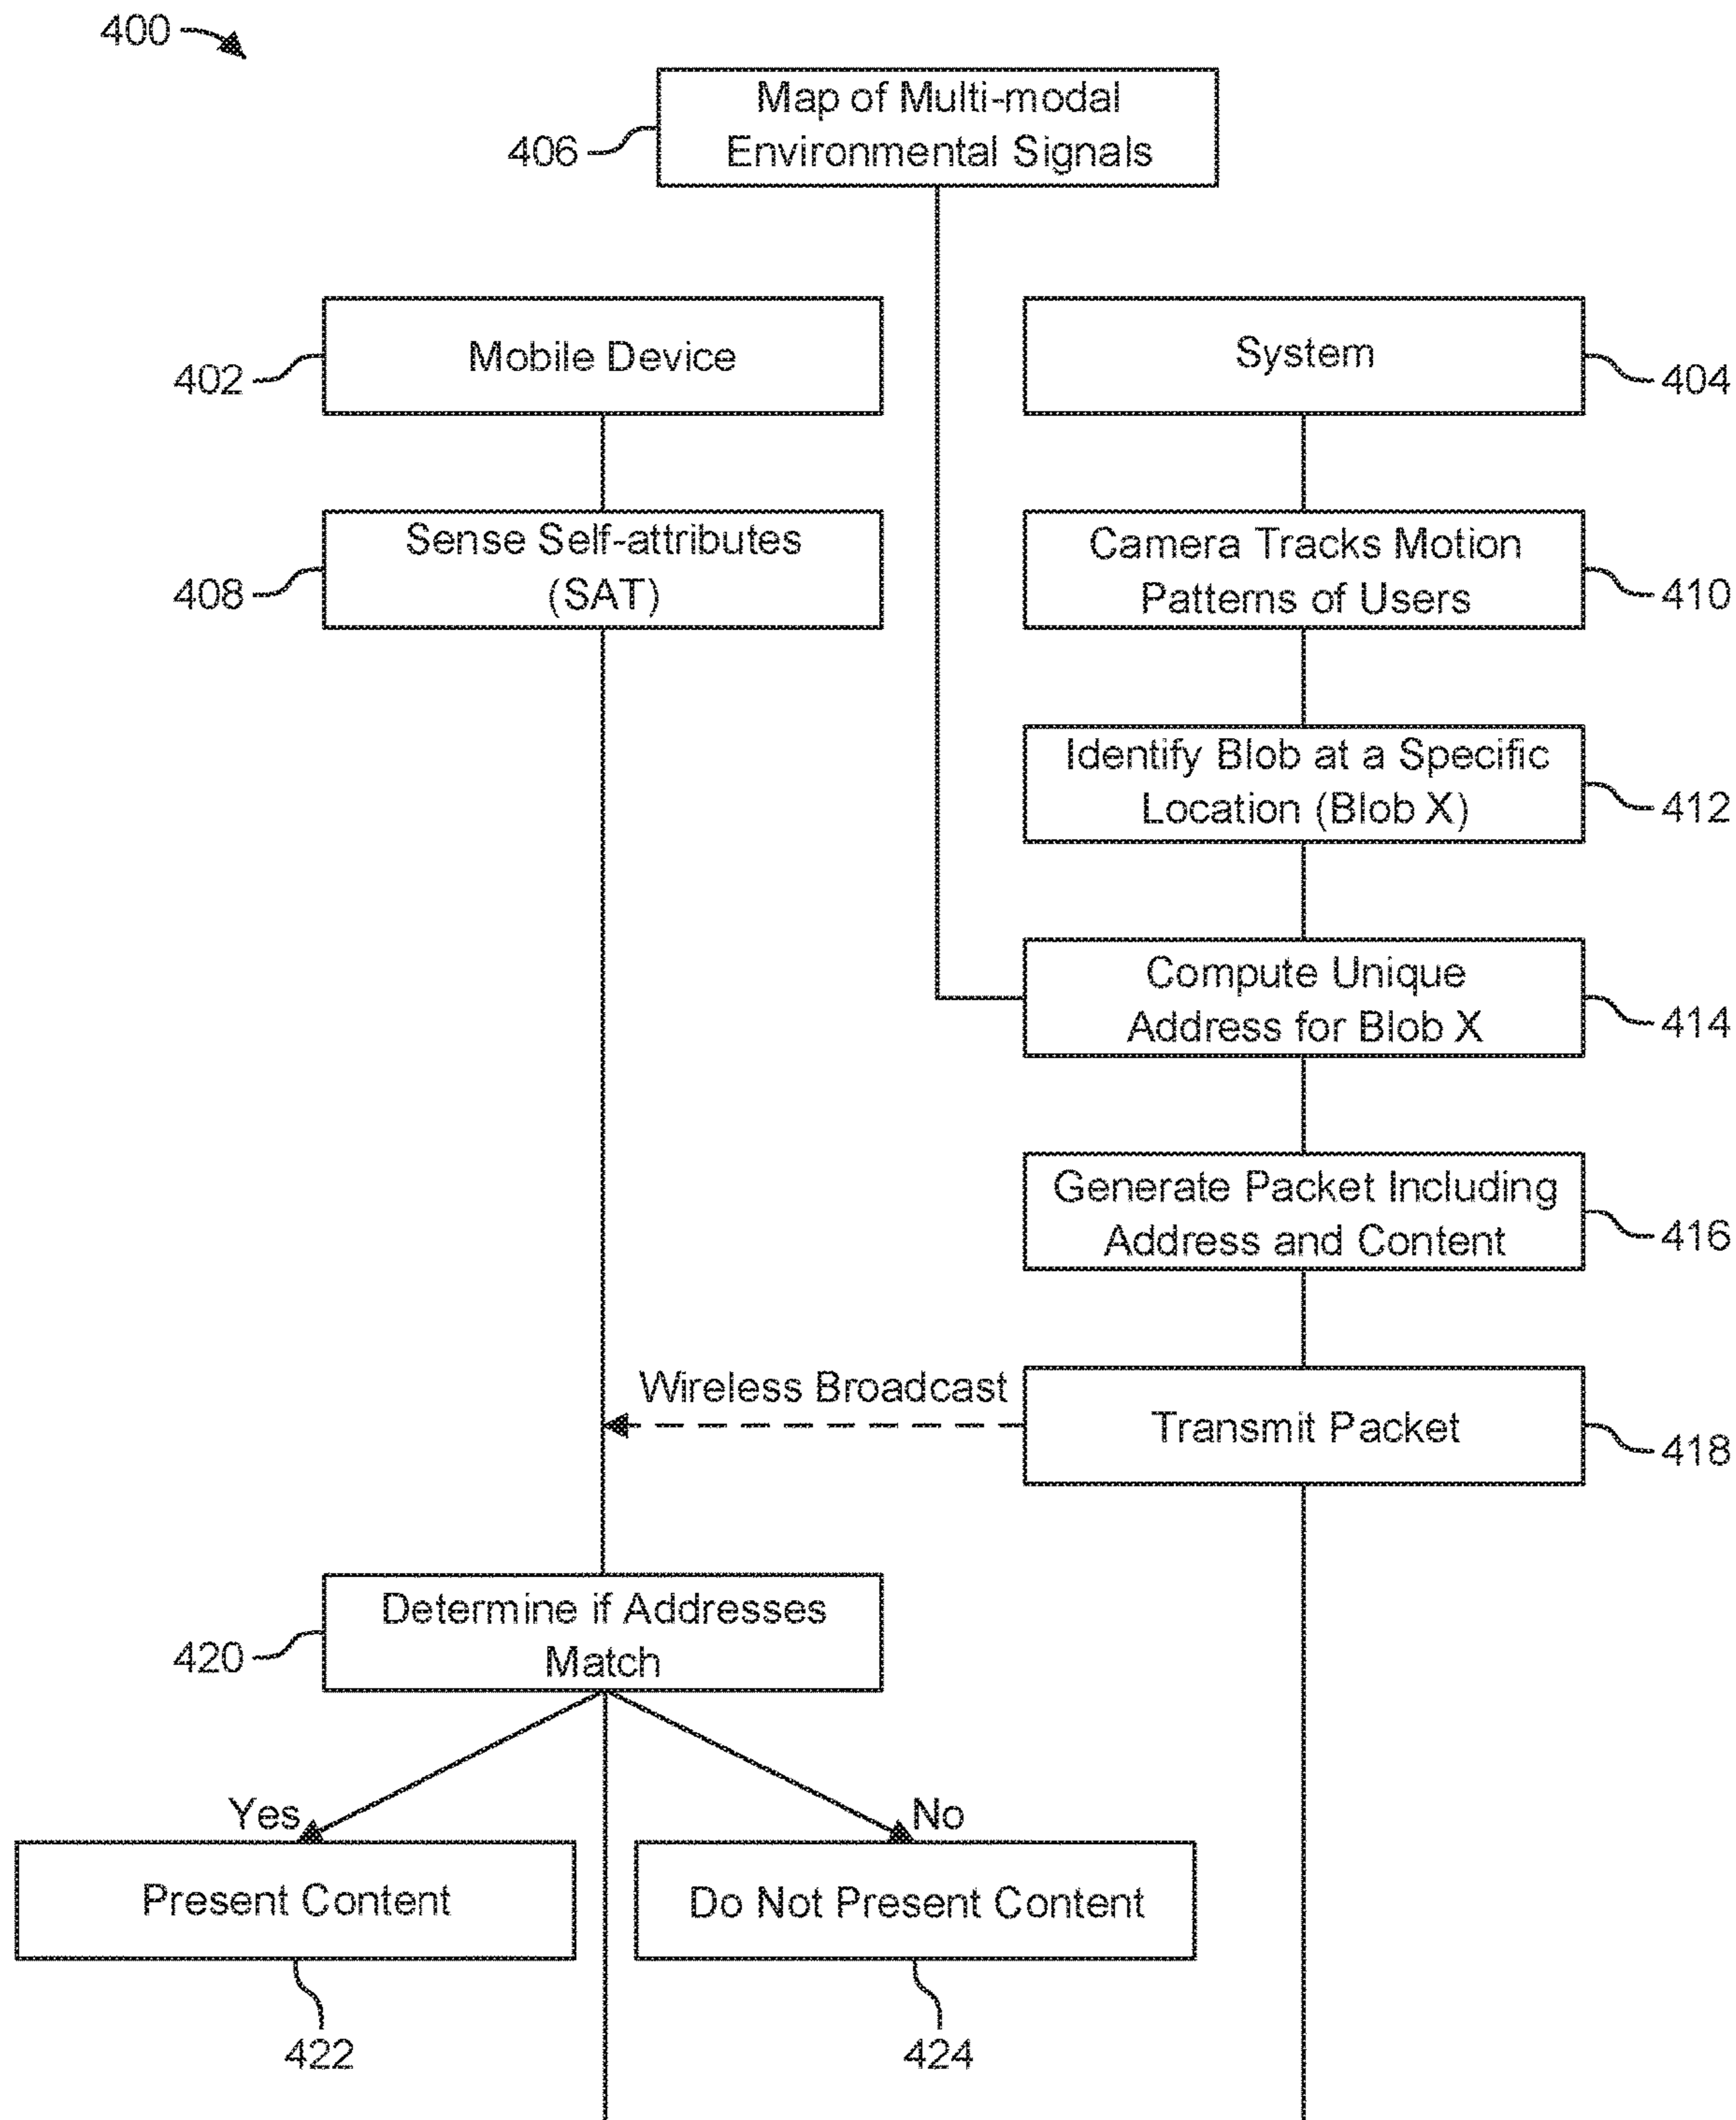 400
Map of Multi-modal
Environmental Signals
406
Mobile Device
402
System
404
Sense Self-attributes
(SAT)
408
Camera Tracks Motion
Patterns of Users
410
Identify Blob at a Specific
Location (Blob X)
412
Compute Unique
Address for Blob X
414
Generate Packet Including
Address and Content
416
Wireless Broadcast
Transmit Packet
418
Determine if Addresses
Match
420
Yes
No
Present Content
Do Not Present Content
422
424